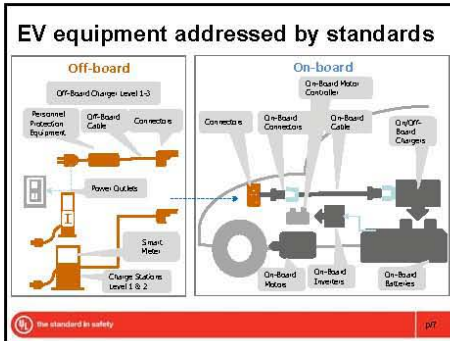 EV equipment addressed by standards
Off-board
Off-Board Charger Level 1-3
Personnel
Protection
Equipment
Off-Board
Cable
Connectors
Power Outlets
Smart
Meter
Charge Stations
Level 1 & 2
On-board
On-Board Motor
Controller
Connectors
On-Board
Connectors
On-Board
Cable
On/Off-
Board
Chargers
On-Board
Motors
On-Board
Inverters
On-Board
Batteries
UL the standard in safety
p/7